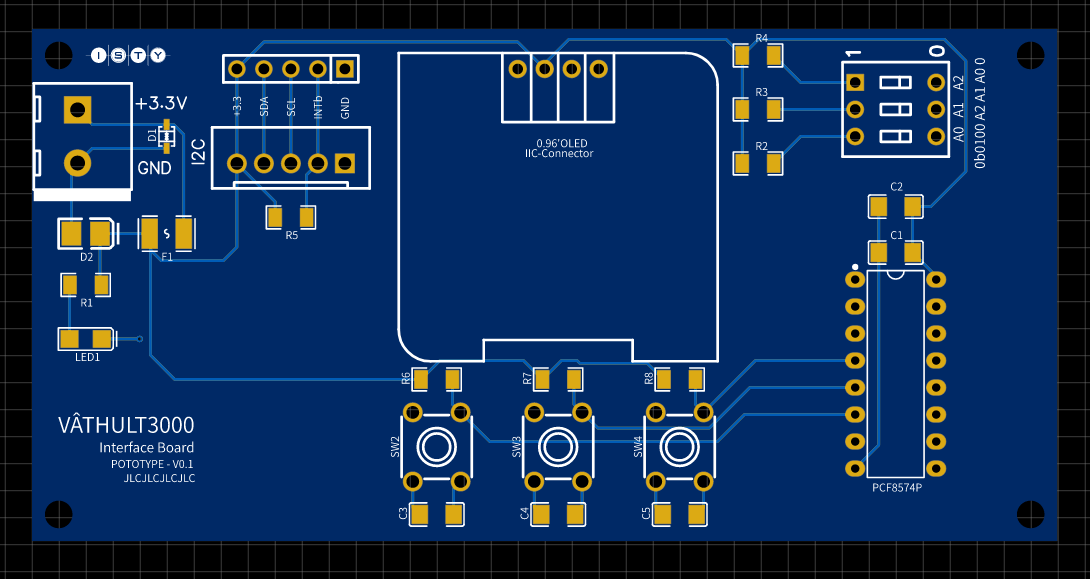 ISTY
+3.3V
D1
GND
+3.3
SDA
SCL
INTb
GND
I2C
R5
D2
F1
R1
LED1
0.96'OLED
IIC-Connector
R4
R3
R2
1
0
A2
A1
A0
0b0100 A2 A1 A0 0
C2
C1
PCF8574P
R6
R7
R8
SW2
SW3
SW4
C3
C4
C5
VÂTHULT3000
Interface Board
POTOTYPE - V0.1
JLCJLCJLCJLC